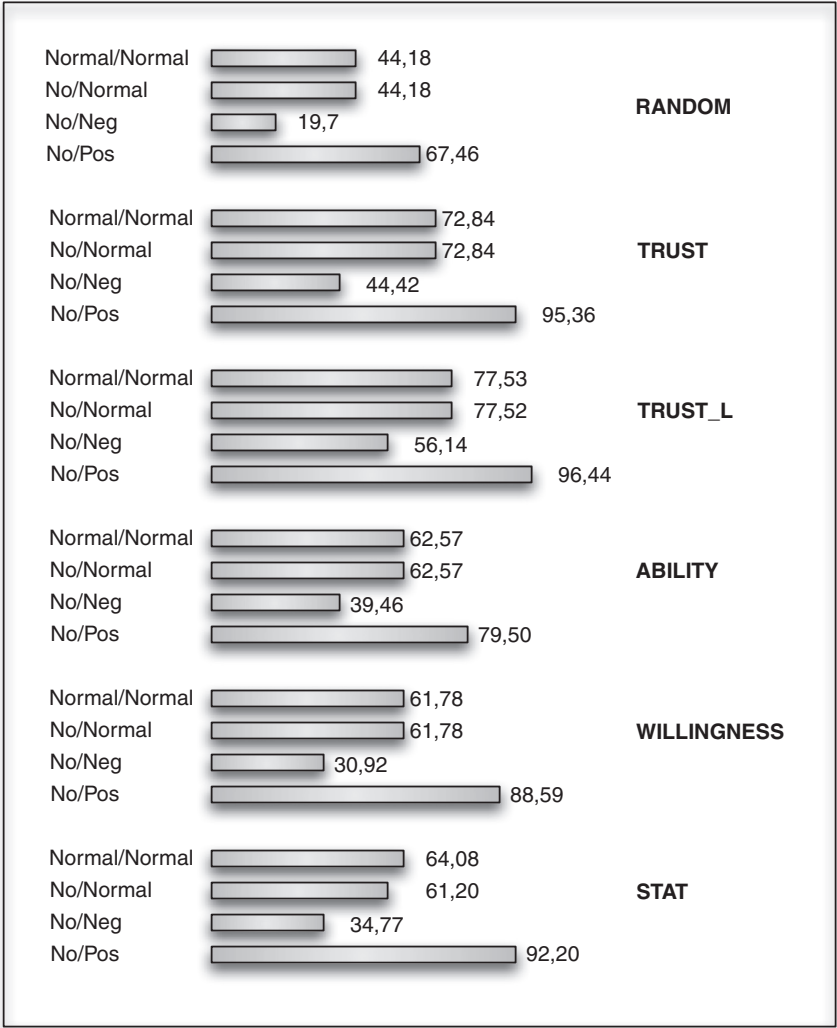 Normal/Normal 44,18
No/Normal 44,18
RANDOM
No/Neg 19,7
No/Pos 67,46
Normal/Normal 72,84
No/Normal 72,84 TRUST
No/Neg 44,42
No/Pos 95,36
Normal/Normal 77,53
No/Normal 77,52 TRUST_L
No/Neg 56,14
No/Pos 96,44
Normal/Normal 62,57
No/Normal 62,57 ABILITY
No/Neg 39,46
No/Pos 79,50
Normal/Normal 61,78
No/Normal 61,78 WILLINGNESS
No/Neg 30,92
No/Pos 88,59
Normal/Normal 64,08
No/Normal 61,20 STAT
No/Neg 34,77
No/Pos 92,20